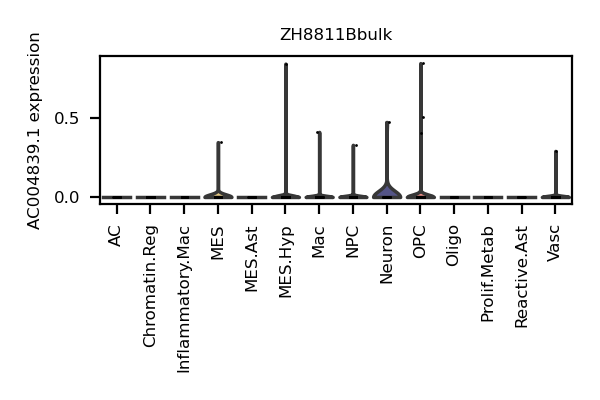 ZH8811Bbulk
AC004839.1 expression
0.5
0.0
AC
Chromatin.Reg
Inflammatory.Mac
MES
MES.Ast
MES.Hyp
Mac
NPC
Neuron
OPC
Oligo
Prolif.Metab
Reactive.Ast
Vasc